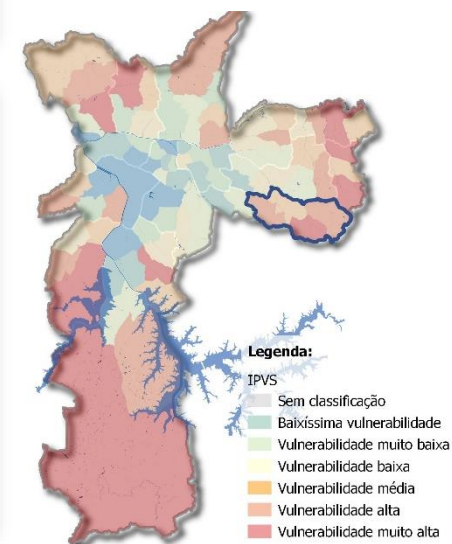 Legenda:
IPVS
Sem classificação
Baixíssima vulnerabilidade
Vulnerabilidade muito baixa
Vulnerabilidade baixa
Vulnerabilidade média
Vulnerabilidade alta
Vulnerabilidade muito alta